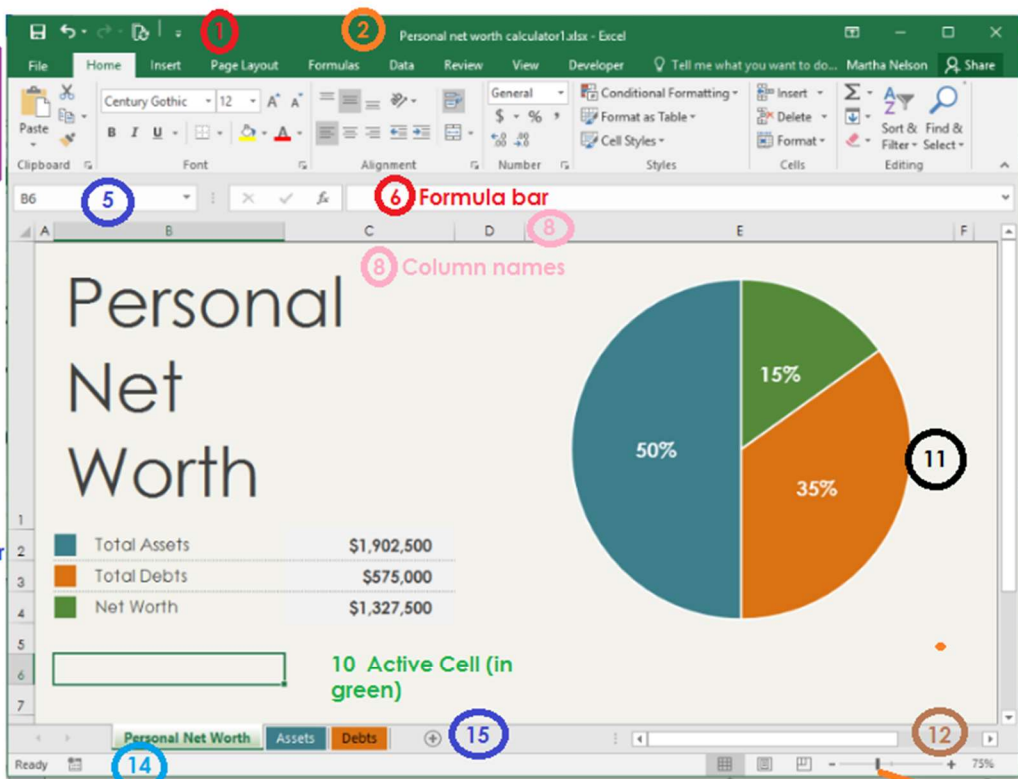 1
2
Personal net worth calculator1.xlsx - Excel
File Home Insert Page Layout Formulas Data Review View Developer Tell me what you want to do... Martha Nelson Share
Paste
Century Gothic 12 A A
B I U A
General
$ % ,
Conditional Formatting
Format as Table
Cell Styles
Insert
Delete
Format
Sort & Filter
Find & Select
Clipboard Font Alignment Number Styles Cells Editing
B6 5 fx 6 Formula bar
A B C D 8 E F
8 Column names
Personal
Net
Worth
15%
50%
35%
11
1
2 Total Assets $1,902,500
3 Total Debts $575,000
4 Net Worth $1,327,500
5
6
7
10 Active Cell (in
green)
Personal Net Worth Assets Debts 15 12
Ready 14 75%